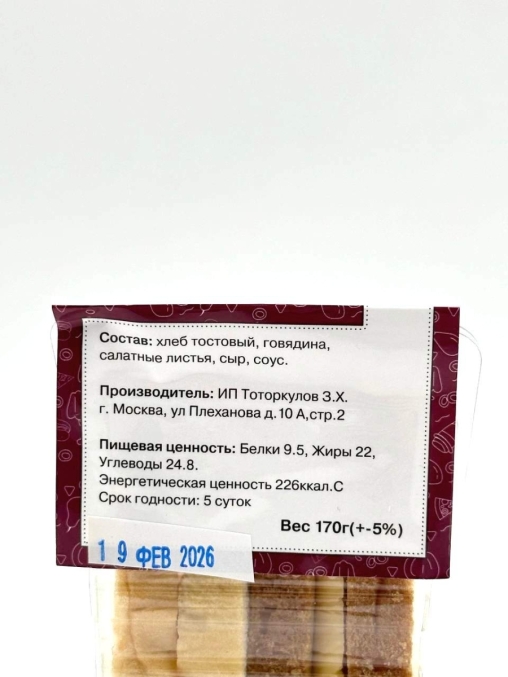 Состав: хлеб тостовый, говядина,
салатные листья, сыр, соус.
Производитель: ИП Тоторкулов З.Х.
г. Москва, ул Плеханова д.10 А,стр.2
Пищевая ценность: Белки 9.5, Жиры 22,
Углеводы 24.8.
Энергетическая ценность 226ккал.С
Срок годности: 5 суток
Вес 170г(+-5%)
19 ФЕВ 2026